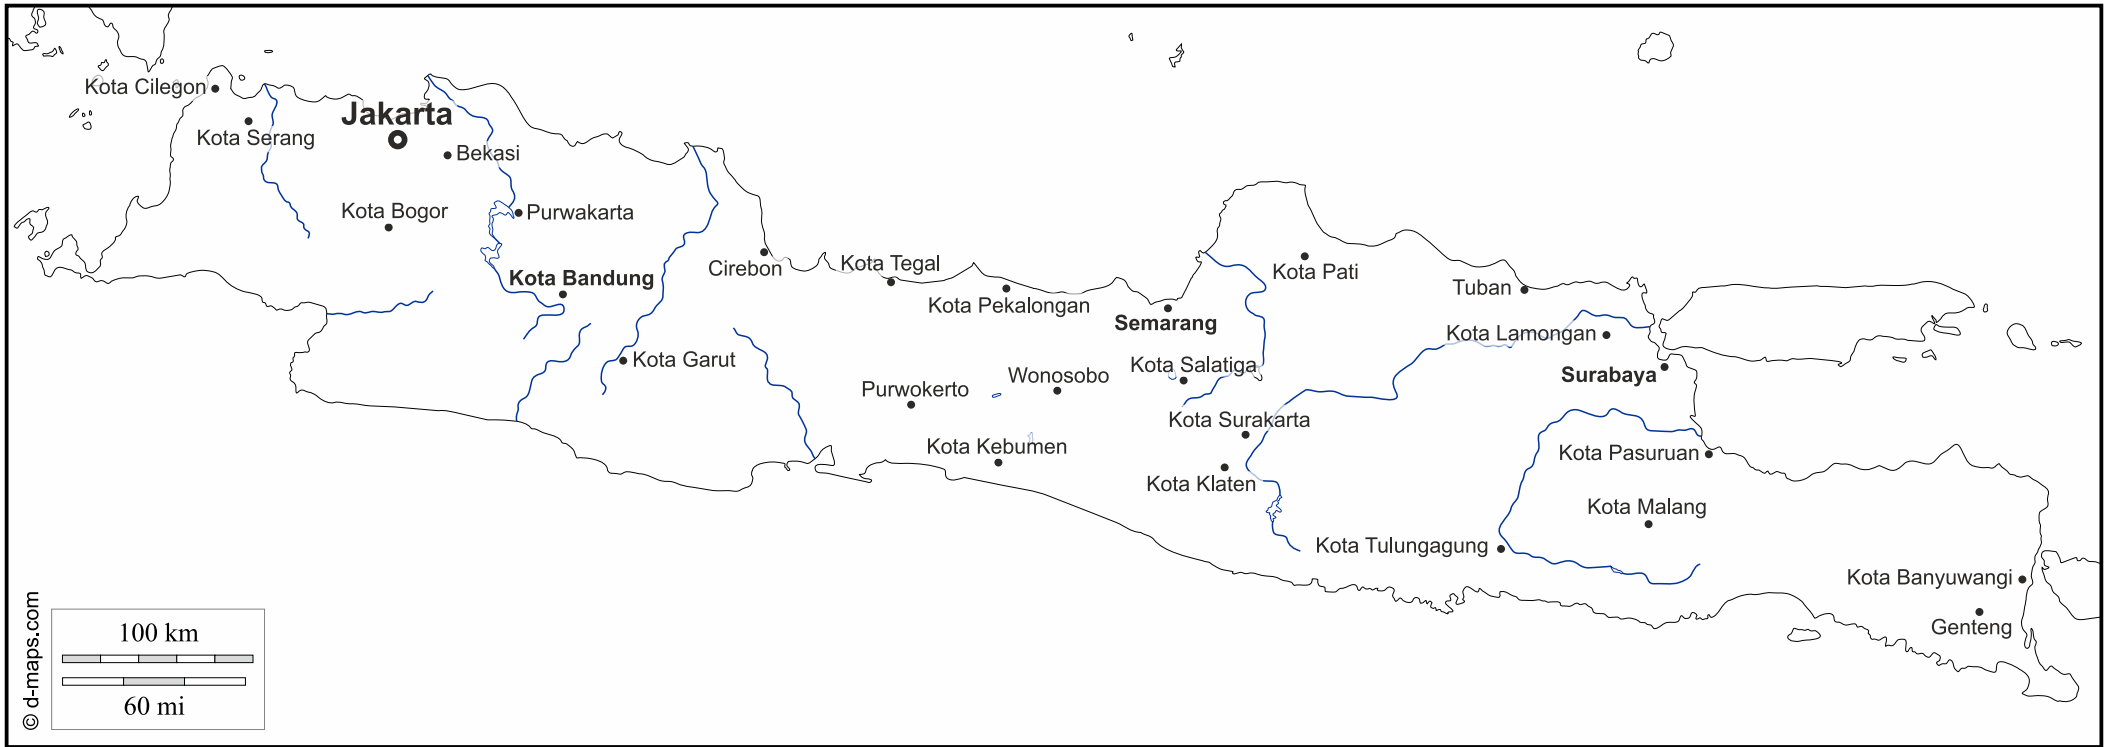 Kota Cilegon
Jakarta
Kota Serang
Bekasi
Kota Bogor
Purwakarta
Kota Bandung
Cirebon
Kota Tegal
Kota Pati
Kota Pekalongan
Tuban
Semarang
Kota Lamongan
Kota Garut
Kota Salatiga
Wonosobo
Surabaya
Purwokerto
Kota Surakarta
Kota Kebumen
Kota Pasuruan
Kota Klaten
Kota Malang
Kota Tulungagung
Kota Banyuwangi
Genteng
100 km
60 mi
© d-maps.com